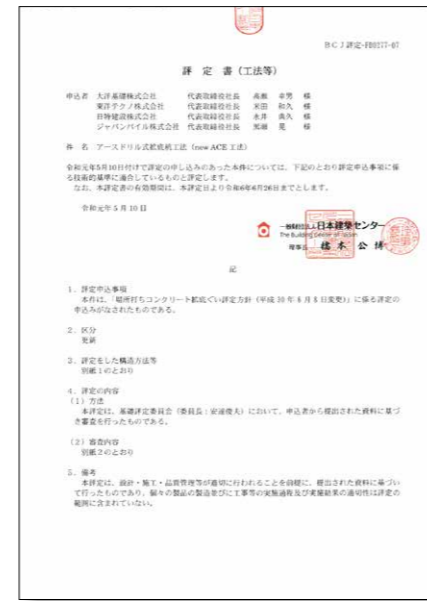 BCJ評定-FD0277-07
評 定 書（工法等）
申込者 大洋基礎株式会社 代表取締役社長 高瀬 幸男 様
東洋テクノ株式会社 代表取締役社長 米田 和久 様
日特建設株式会社 代表取締役社長 永井 典久 様
ジャパンパイル株式会社 代表取締役社長 黒瀬 晃 様
件 名 アースドリル式拡底杭工法（new ACE 工法）
令和元年5月10日付けで評定の申し込みのあった本件については、下記のとおり評定申込事項に係
る技術的基準に適合しているものと評定します。
なお、本評定書の有効期間は、本評定日より令和6年6月26日までとします。
令和元年5月10日
一般財団法人日本建築センター
The Building Center of Japan
理事長 橋本 公博
記
1．評定申込事項
本件は、「場所打ちコンクリート拡底ぐい評定方針（平成30年8月8日変更）」に係る評定の
申込みがなされたものである。
2．区分
更新
3．評定をした構造方法等
別紙1のとおり
4．評定の内容
（1）方法
本評定は、基礎評定委員会（委員長：安達俊夫）において、申込者から提出された資料に基づ
き審査を行ったものである。
（2）審査内容
別紙2のとおり
5．備考
本評定は、設計・施工・品質管理等が適切に行われることを前提に、提出された資料に基づい
て行ったものであり、個々の製品の製造並びに工事等の実施過程及び実施結果の適切性は評定の
範囲に含まれていない。